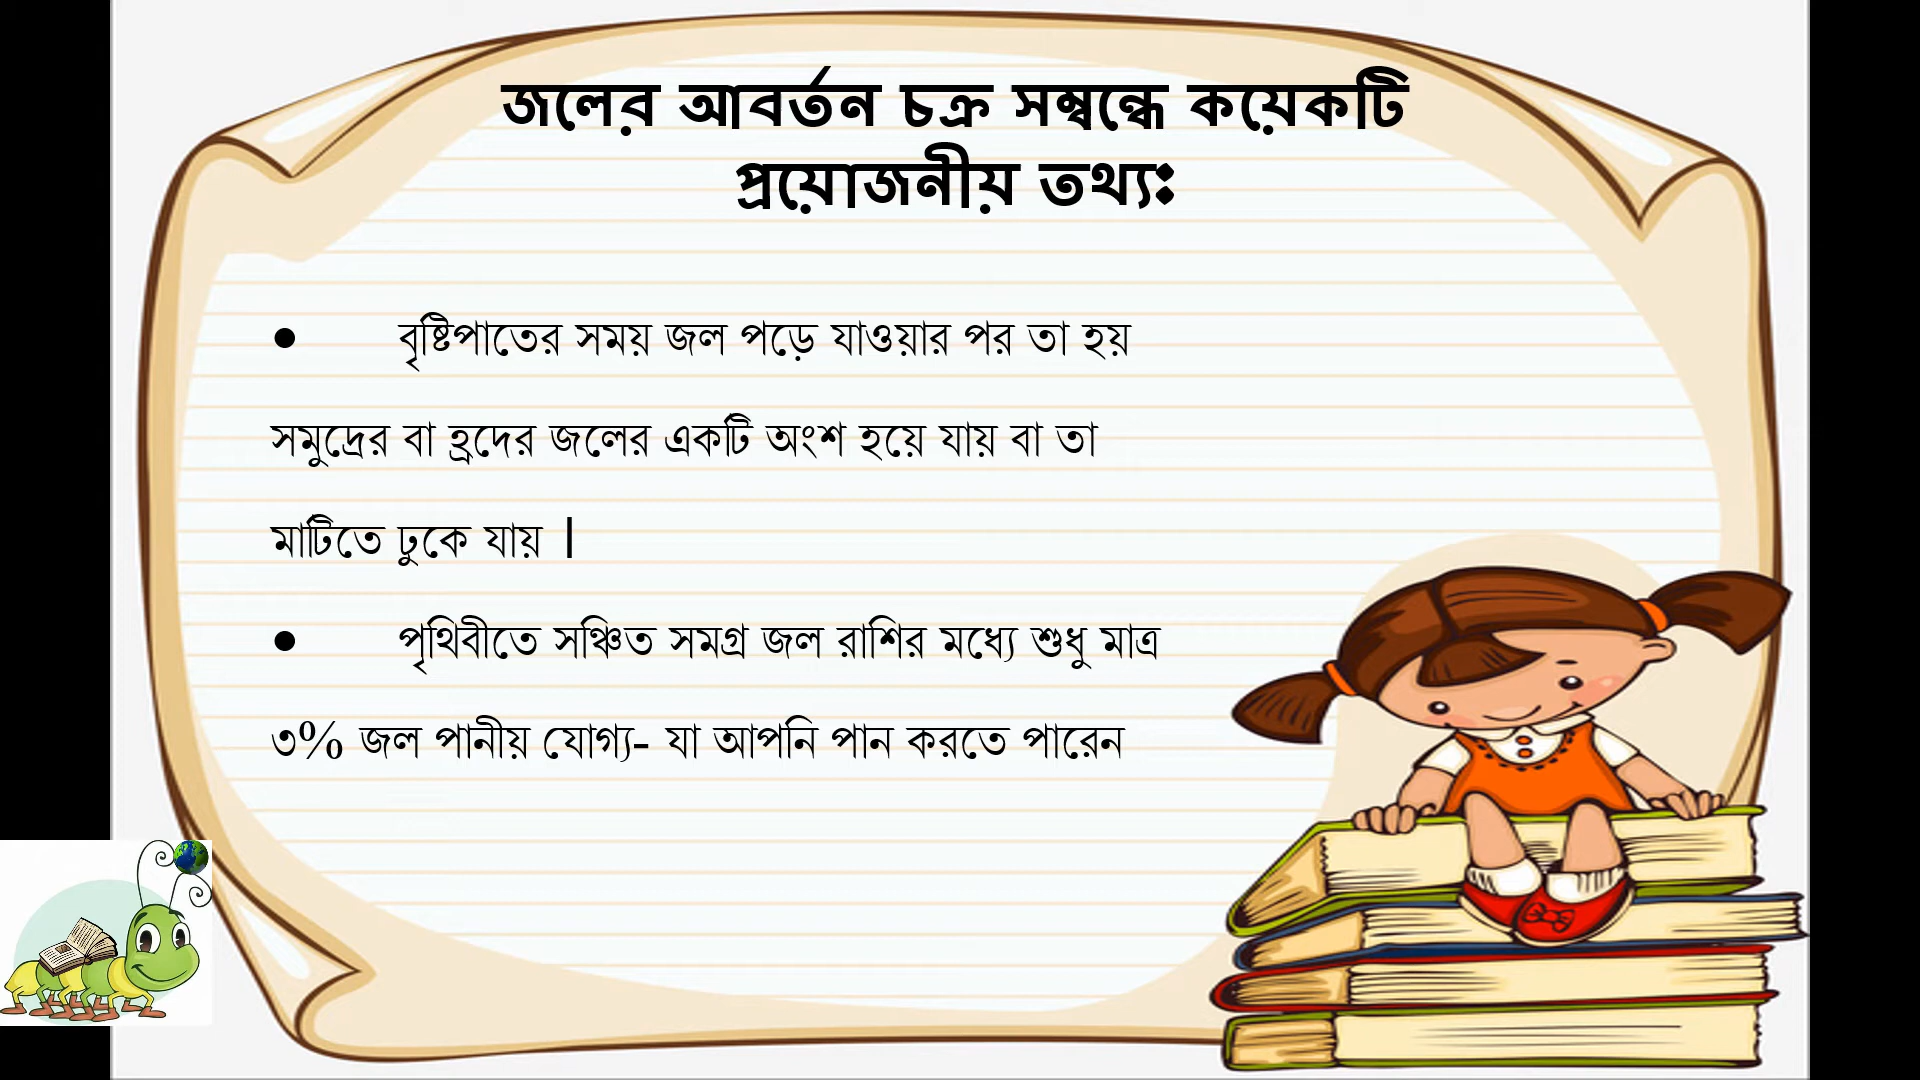 জলের আবর্তন চক্র সম্বন্ধে কয়েকটি
প্রয়োজনীয় তথ্য:
● বৃষ্টিপাতের সময় জল পড়ে যাওয়ার পর তা হয়
সমুদ্রের বা হ্রদের জলের একটি অংশ হয়ে যায় বা তা
মাটিতে ঢুকে যায় ।
● পৃথিবীতে সঞ্চিত সমগ্র জল রাশির মধ্যে শুধু মাত্র
৩% জল পানীয় যোগ্য- যা আপনি পান করতে পারেন